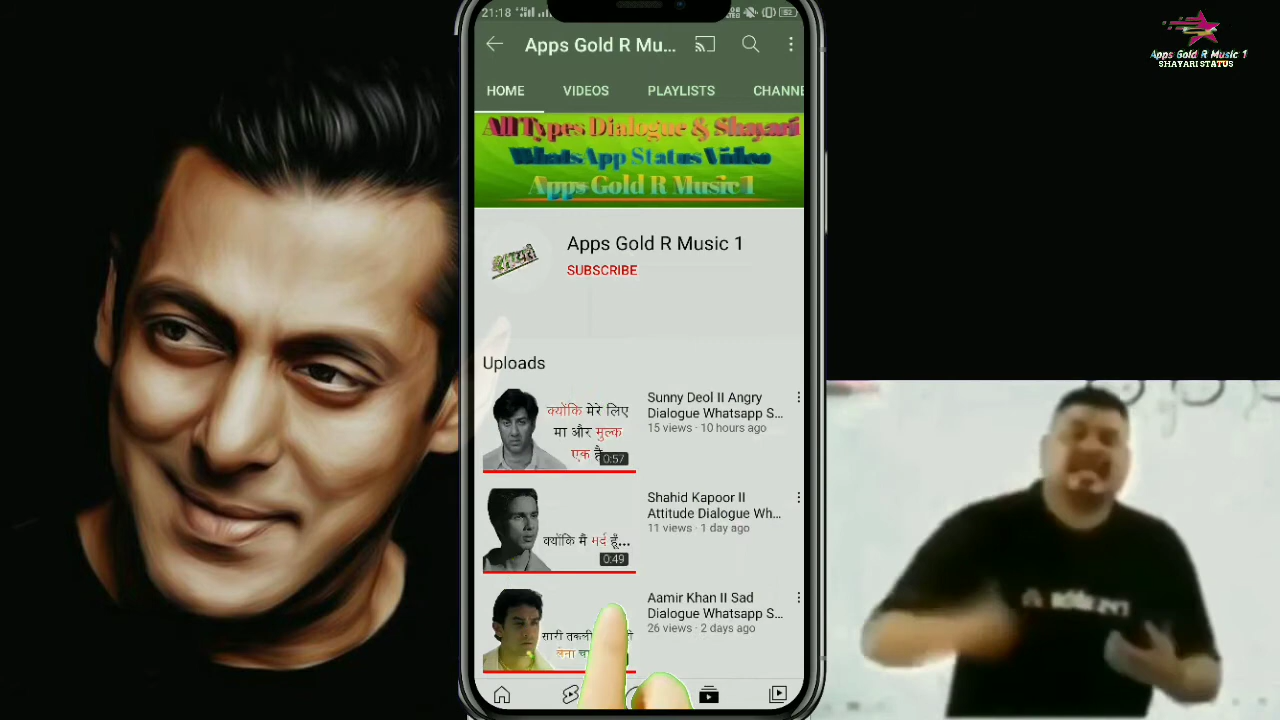 21:18
52
Apps Gold R Mu...
HOME VIDEOS PLAYLISTS CHANNE
All Types Dialogue & Shayari
WhatsApp Status Video
Apps Gold R Music 1
शायरी
Apps Gold R Music 1
SUBSCRIBE
Uploads
क्योंकि मेरे लिए
मा और मुल्क
एक है
0:57
Sunny Deol II Angry
Dialogue Whatsapp S...
15 views · 10 hours ago
क्योंकि मै मर्द हूँ...
0:49
Shahid Kapoor II
Attitude Dialogue Wh...
11 views · 1 day ago
सारी
Aamir Khan II Sad
Dialogue Whatsapp S...
26 views · 2 days ago
Apps Gold R Music 1
SHAYARI STATUS